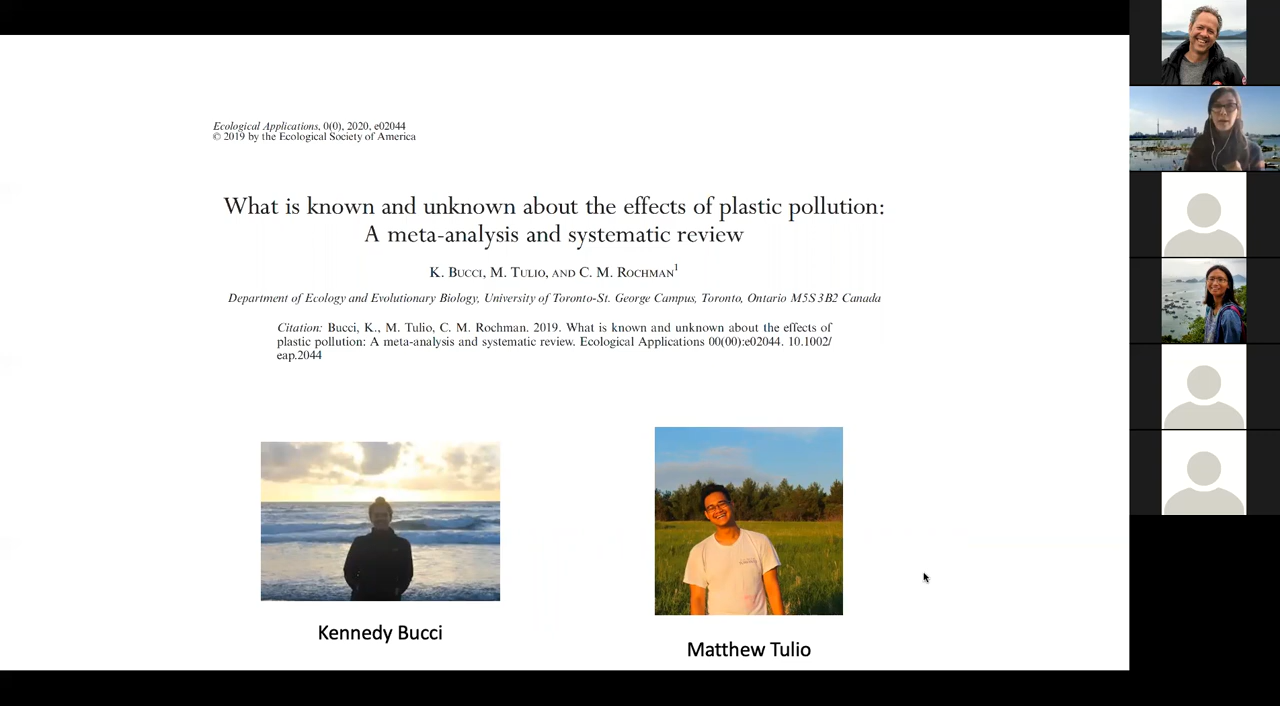 Ecological Applications, 0(0), 2020, e02044
© 2019 by the Ecological Society of America
What is known and unknown about the effects of plastic pollution:
A meta-analysis and systematic review
K. Bucci, M. Tulio, and C. M. Rochman1
Department of Ecology and Evolutionary Biology, University of Toronto-St. George Campus, Toronto, Ontario M5S 3B2 Canada
Citation: Bucci, K., M. Tulio, C. M. Rochman. 2019. What is known and unknown about the effects of
plastic pollution: A meta-analysis and systematic review. Ecological Applications 00(00):e02044. 10.1002/
eap.2044
Kennedy Bucci
Matthew Tulio